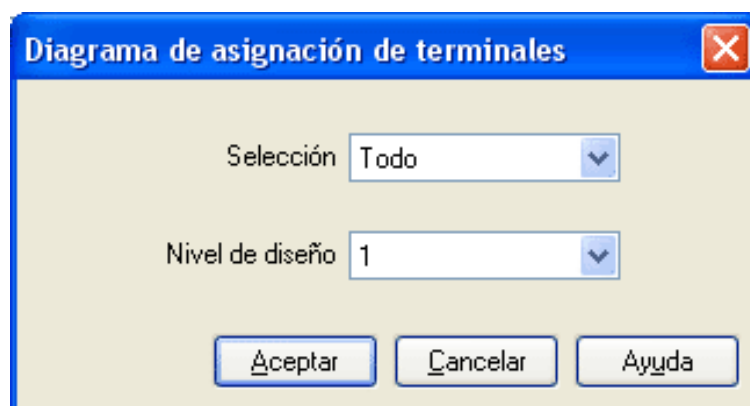 Diagrama de asignación de terminales
Selección Todo
Nivel de diseño 1
Aceptar Cancelar Ayuda